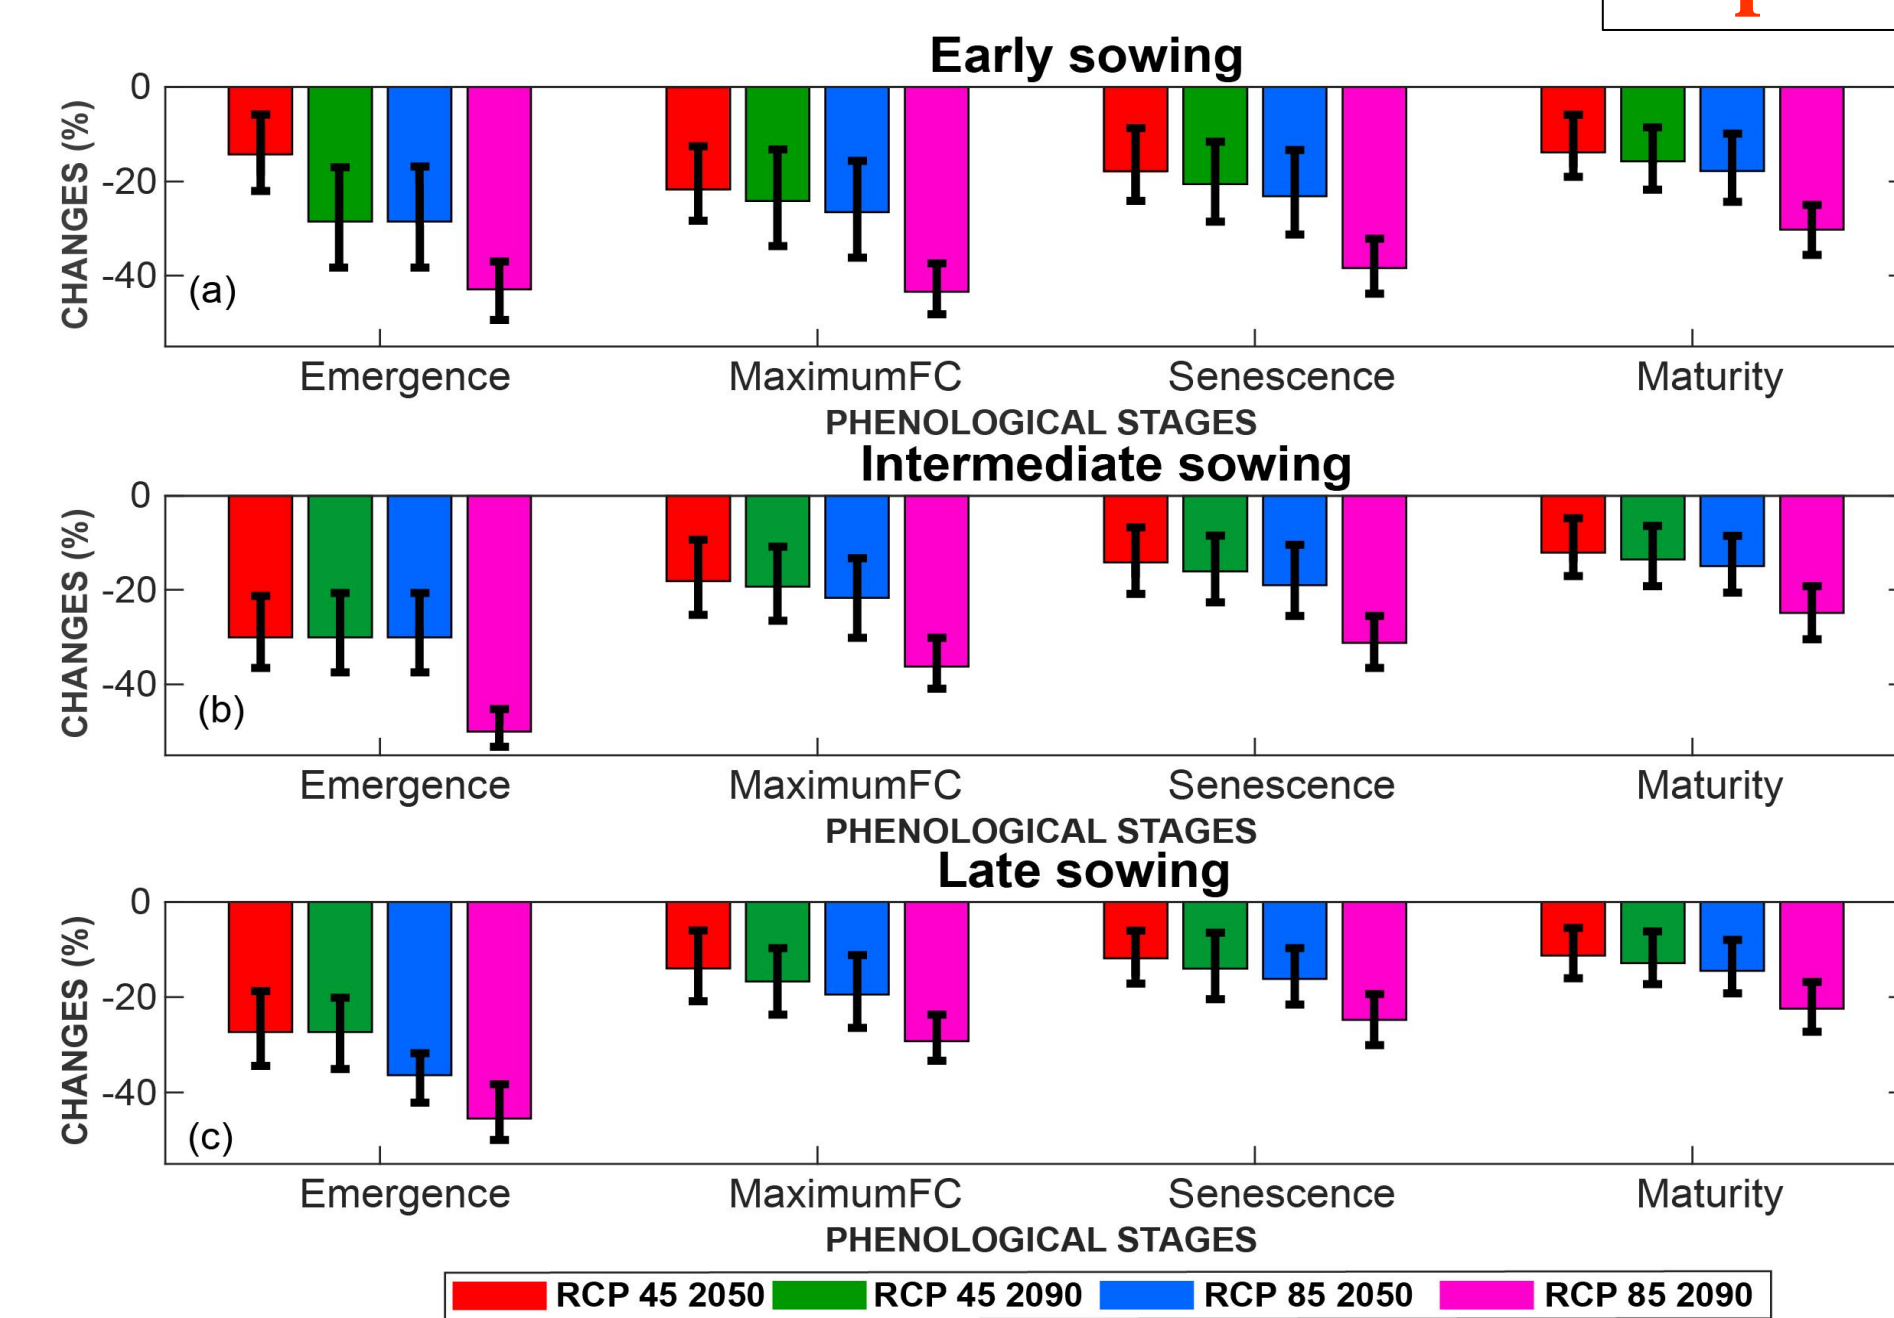 Early sowing
0
-20
-40
CHANGES (%)
(a)
Emergence MaximumFC Senescence Maturity
PHENOLOGICAL STAGES
Intermediate sowing
0
-20
-40
CHANGES (%)
(b)
Emergence MaximumFC Senescence Maturity
PHENOLOGICAL STAGES
Late sowing
0
-20
-40
CHANGES (%)
(c)
Emergence MaximumFC Senescence Maturity
PHENOLOGICAL STAGES
RCP 45 2050 RCP 45 2090 RCP 85 2050 RCP 85 2090